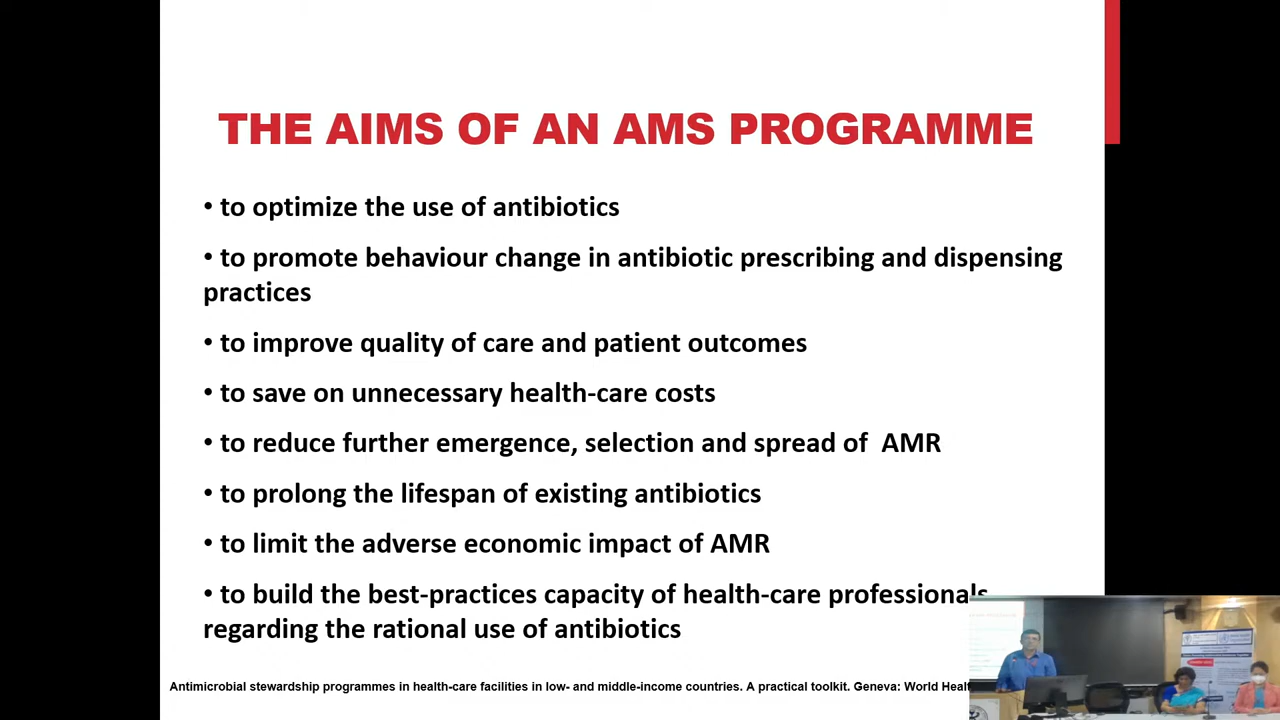 THE AIMS OF AN AMS PROGRAMME
• to optimize the use of antibiotics
• to promote behaviour change in antibiotic prescribing and dispensing
practices
• to improve quality of care and patient outcomes
• to save on unnecessary health-care costs
• to reduce further emergence, selection and spread of  AMR
• to prolong the lifespan of existing antibiotics
• to limit the adverse economic impact of AMR
• to build the best-practices capacity of health-care professionals
regarding the rational use of antibiotics
Antimicrobial stewardship programmes in health-care facilities in low- and middle-income countries. A practical toolkit. Geneva: World